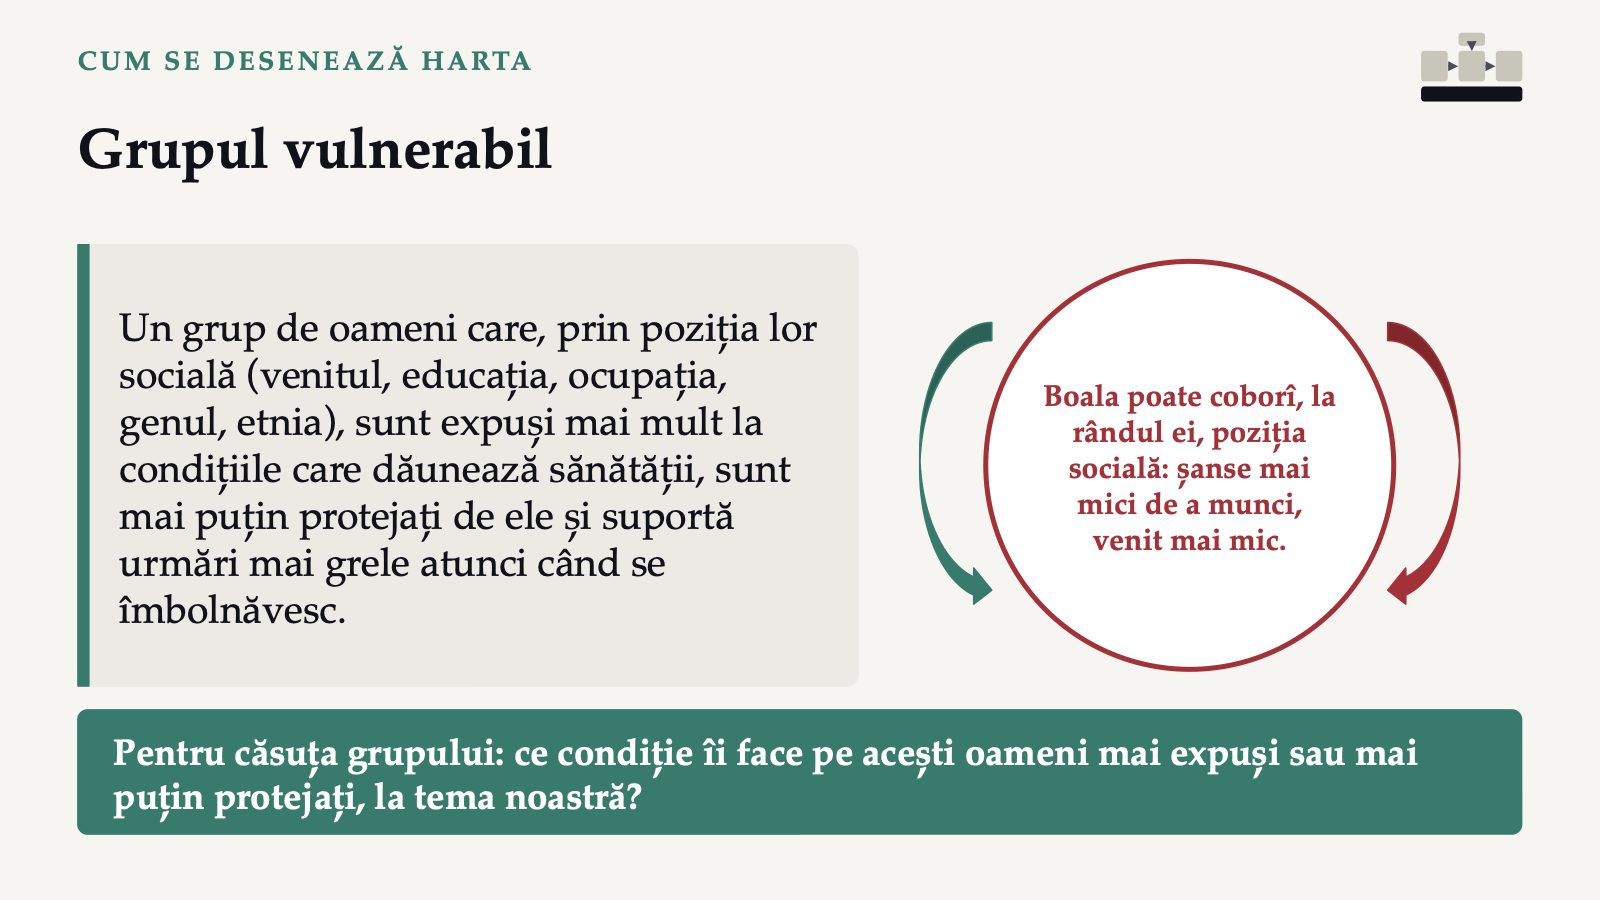 CUM SE DESENEAZĂ HARTA
Grupul vulnerabil
Un grup de oameni care, prin poziția lor
socială (venitul, educația, ocupația,
genul, etnia), sunt expuși mai mult la
condițiile care dăunează sănătății, sunt
mai puțin protejați de ele și suportă
urmări mai grele atunci când se
îmbolnăvesc.
Boala poate coborî, la
rândul ei, poziția
socială: șanse mai
mici de a munci,
venit mai mic.
Pentru căsuța grupului: ce condiție îi face pe acești oameni mai expuși sau mai
puțin protejați, la tema noastră?